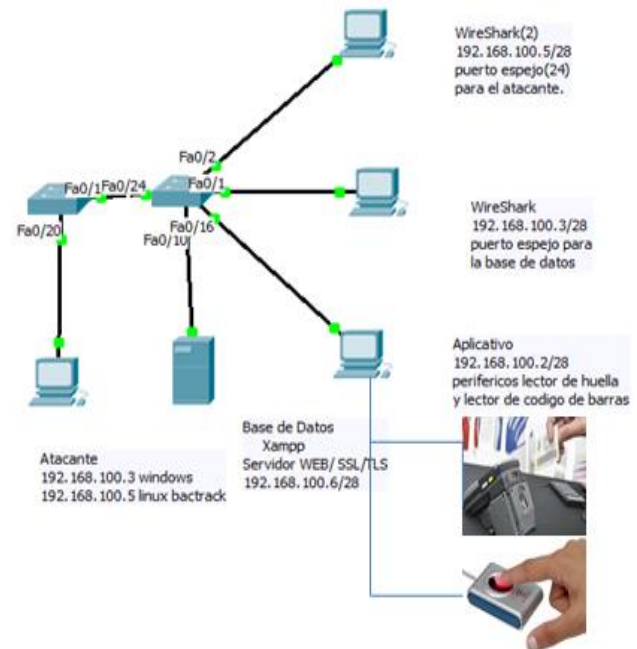 WireShark(2)
192.168.100.5/28
puerto espejo(24)
para el atacante.
Fa0/2
Fa0/1
Fa0/24
Fa0/1
Fa0/20
Fa0/16
Fa0/10
WireShark
192.168.100.3/28
puerto espejo para
la base de datos
Aplicativo
192.168.100.2/28
perifericos lector de huella
y lector de codigo de barras
Base de Datos
Xampp
Servidor WEB/ SSL/TLS
192.168.100.6/28
Atacante
192.168.100.3 windows
192.168.100.5 linux bactrack